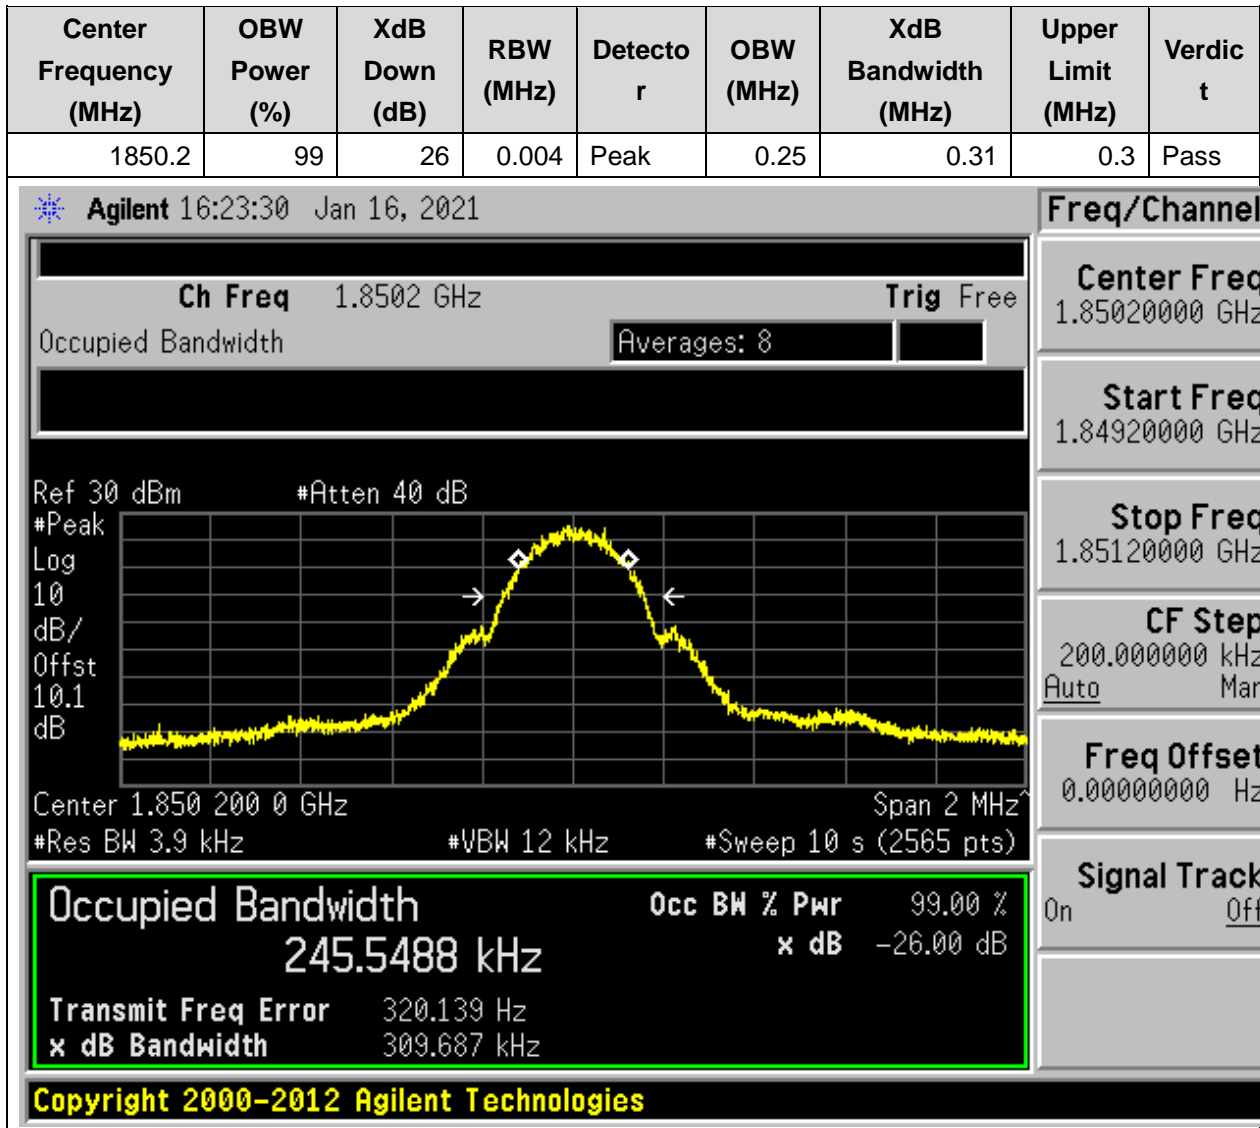 Center Frequency (MHz) OBW Power (%) XdB Down (dB) RBW (MHz) Detecto r OBW (MHz) XdB Bandwidth (MHz) Upper Limit (MHz) Verdic t
1850.2 99 26 0.004 Peak 0.25 0.31 0.3 Pass
Agilent 16:23:30 Jan 16, 2021
Freq/Channel
Ch Freq 1.8502 GHz Trig Free
Occupied Bandwidth Averages: 8
Center Freq
1.85020000 GHz
Start Freq
1.84920000 GHz
Stop Freq
1.85120000 GHz
CF Step
200.000000 kHz
Auto Man
Freq Offset
0.00000000 Hz
Signal Track
On Off
Ref 30 dBm #Atten 40 dB
#Peak
Log
10
dB/
Offst
10.1
dB
Center 1.850 200 0 GHz Span 2 MHz^
#Res BW 3.9 kHz #VBW 12 kHz #Sweep 10 s (2565 pts)
Occupied Bandwidth Occ BW % Pwr 99.00 %
245.5488 kHz x dB -26.00 dB
Transmit Freq Error 320.139 Hz
x dB Bandwidth 309.687 kHz
Copyright 2000-2012 Agilent Technologies